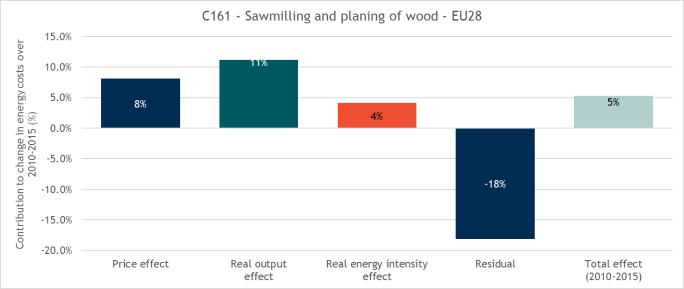 C161 - Sawmilling and planing of wood - EU28
Contribution to change in energy costs over
2010-2015 (%)
15.0%
10.0%
5.0%
0.0%
-5.0%
-10.0%
-15.0%
-20.0%
8%
11%
4%
-18%
5%
Price effect
Real output
effect
Real energy intensity
effect
Residual
Total effect
(2010-2015)